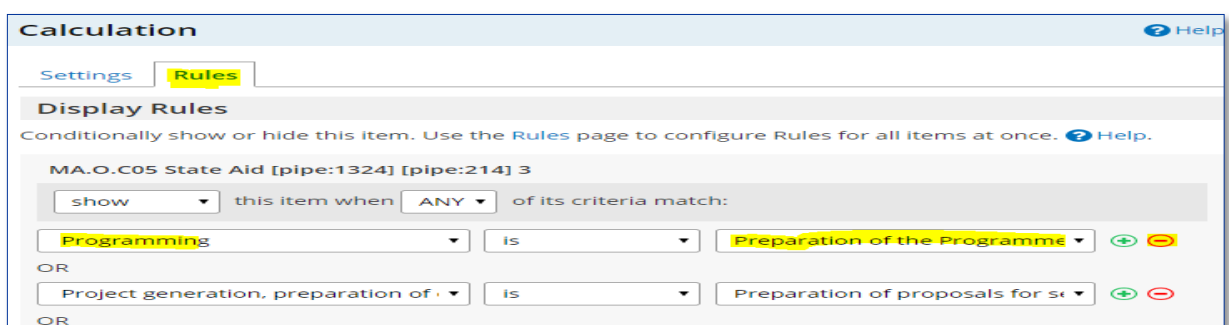 Calculation ? Help
Settings Rules
Display Rules
Conditionally show or hide this item. Use the Rules page to configure Rules for all items at once. ? Help.
MA.O.C05 State Aid [pipe:1324] [pipe:214] 3
show this item when ANY of its criteria match:
Programming is Preparation of the Programme
OR
Project generation, preparation of is Preparation of proposals for
OR